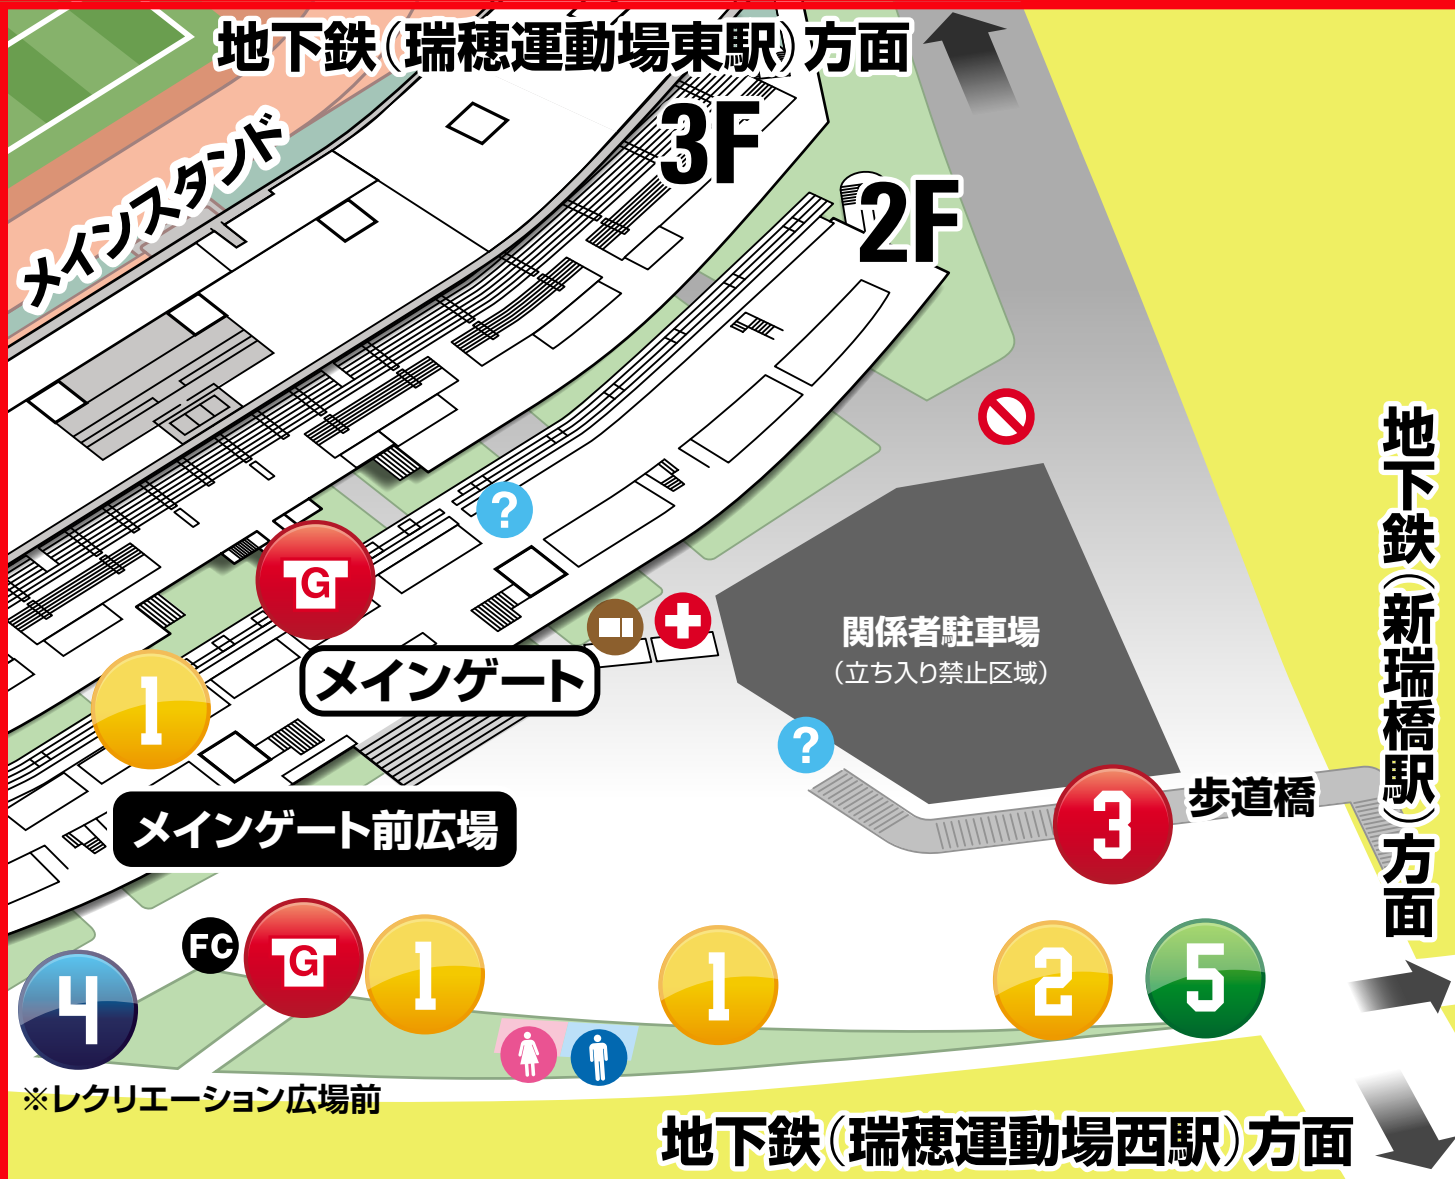 地下鉄(瑞穂運動場東駅)方面
3F
メインスタンド
2F
地下鉄(新瑞橋駅)方面
?
G
関係者駐車場
(立ち入り禁止区域)
メインゲート
1
?
歩道橋
3
メインゲート前広場
FC
G
1
1
2
5
4
※レクリエーション広場前
地下鉄(瑞穂運動場西駅)方面